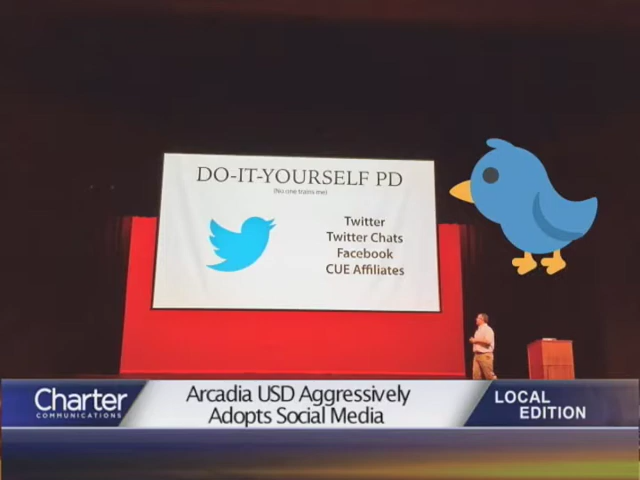 DO-IT-YOURSELF PD
(No one trains me)
Twitter
Twitter Chats
Facebook
CUE Affiliates
Charter
COMMUNICATIONS
Arcadia USD Aggressively
Adopts Social Media
LOCAL
EDITION